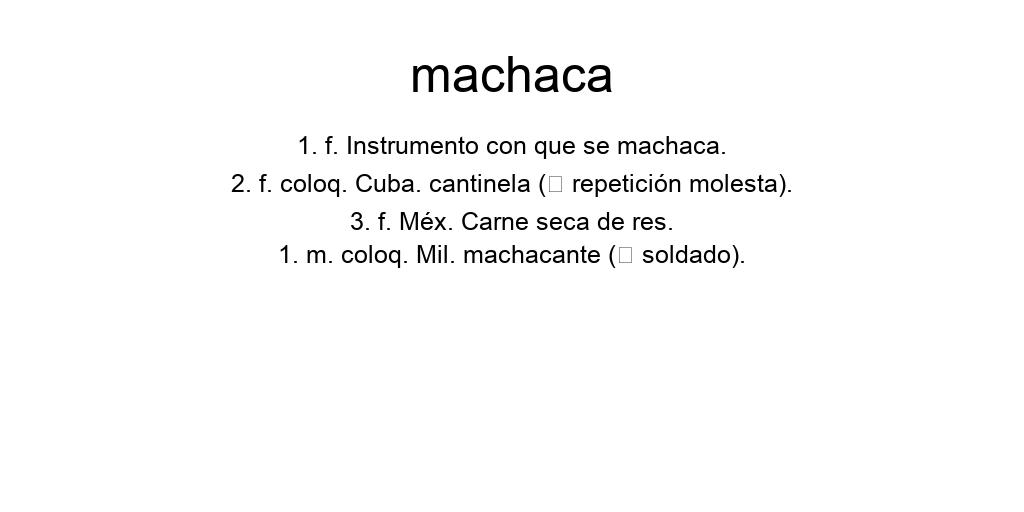 machaca
1. f. Instrumento con que se machaca.
2. f. coloq. Cuba. cantinela (□ repetición molesta).
3. f. Méx. Carne seca de res.
1. m. coloq. Mil. machacante (□ soldado).